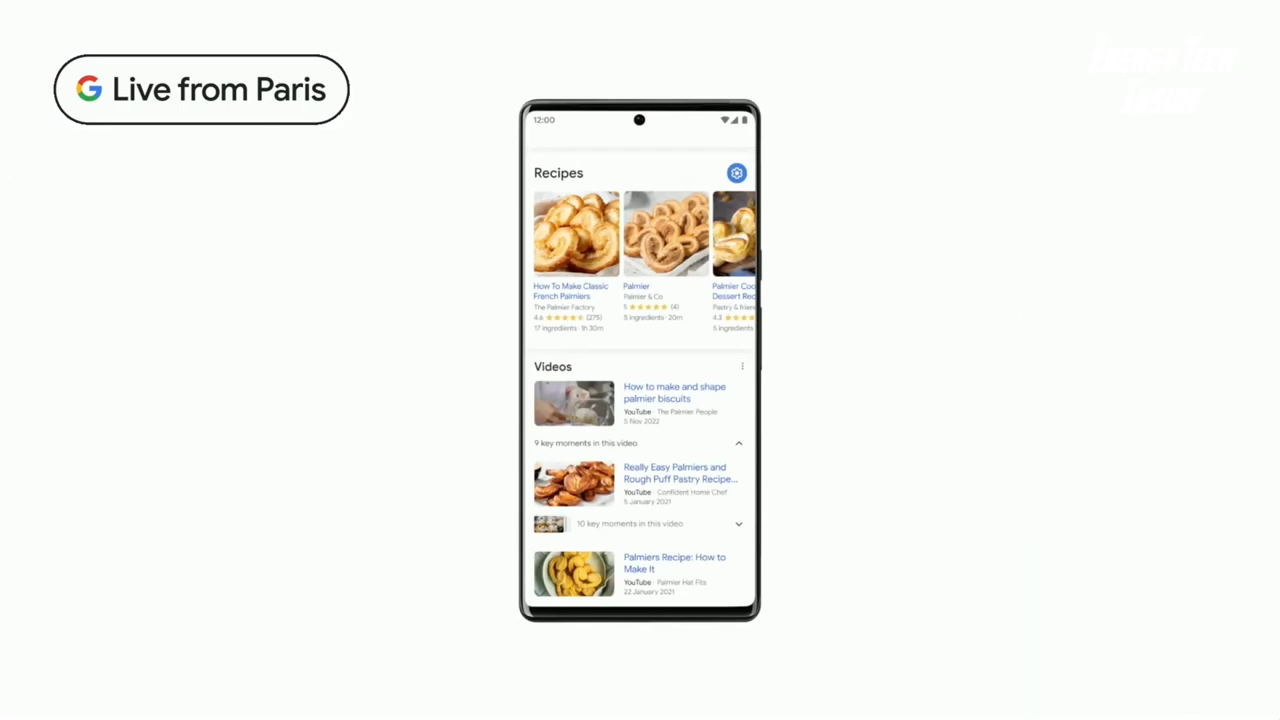 Live from Paris
12:00
Recipes
How To Make Classic
French Palmiers
The Palmier Factory
4.6 (275)
17 ingredients · 1h 30m
Palmier
Palmier & Co
5 (4)
5 ingredients · 20m
Palmier Coo
Dessert Rec
Pastry & frien
4.3
5 ingredients
Videos
How to make and shape
palmier biscuits
YouTube · The Palmier People
5 Nov 2022
9 key moments in this video
Really Easy Palmiers and
Rough Puff Pastry Recipe...
YouTube · Confident Home Chef
5 January 2021
10 key moments in this video
Palmiers Recipe: How to
Make It
YouTube · Palmier Hat Fits
22 January 2021